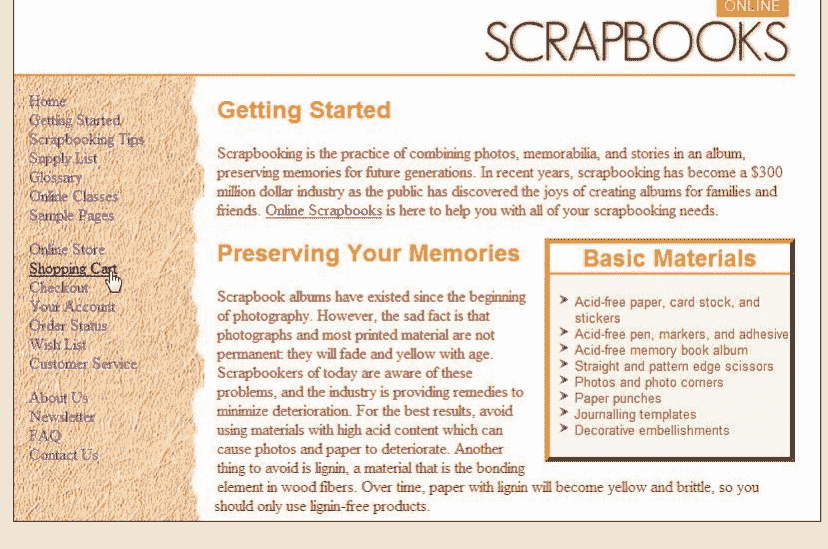 ONLINE
SCRAPBOOKS
Home
Getting Started
Scrapbooking Tips
Supply List
Glossary
Online Classes
Sample Pages
Online Store
Shopping Cart
Checkout
Your Account
Order Status
Wish List
Customer Service
About Us
Newsletter
FAQ
Contact Us
Getting Started
Scrapbooking is the practice of combining photos, memorabilia, and stories in an album,
preserving memories for future generations. In recent years, scrapbooking has become a $300
million dollar industry as the public has discovered the joys of creating albums for families and
friends. Online Scrapbooks is here to help you with all of your scrapbooking needs.
Preserving Your Memories
Scrapbook albums have existed since the beginning
of photography. However, the sad fact is that
photographs and most printed material are not
permanent: they will fade and yellow with age.
Scrapbookers of today are aware of these
problems, and the industry is providing remedies to
minimize deterioration. For the best results, avoid
using materials with high acid content which can
cause photos and paper to deteriorate. Another
thing to avoid is lignin, a material that is the bonding
element in wood fibers. Over time, paper with lignin will become yellow and brittle, so you
should only use lignin-free products.
Basic Materials
Acid-free paper, card stock, and
stickers
Acid-free pen, markers, and adhesive
Acid-free memory book album
Straight and pattern edge scissors
Photos and photo corners
Paper punches
Journalling templates
Decorative embellishments